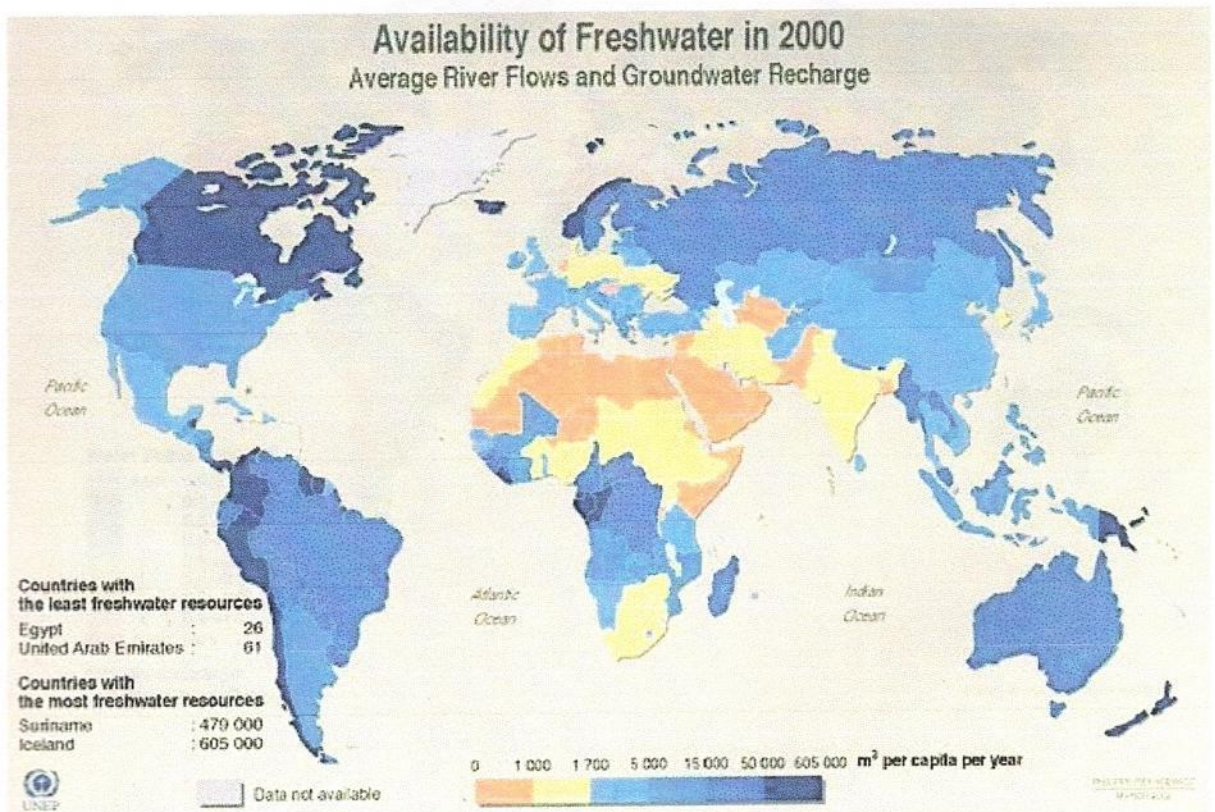 Availability of Freshwater in 2000
Average River Flows and Groundwater Recharge
Pacific
Ocean
Pacific
Ocean
Atlantic
Ocean
Indian
Ocean
Countries with
the least freshwater resources
Egypt : 26
United Arab Emirates : 61
Countries with
the most freshwater resources
Suriname : 479 000
Iceland : 605 000
0 1 000 1 700 5 000 15 000 50 000 605 000 m³ per capita per year
Data not available
UNEP